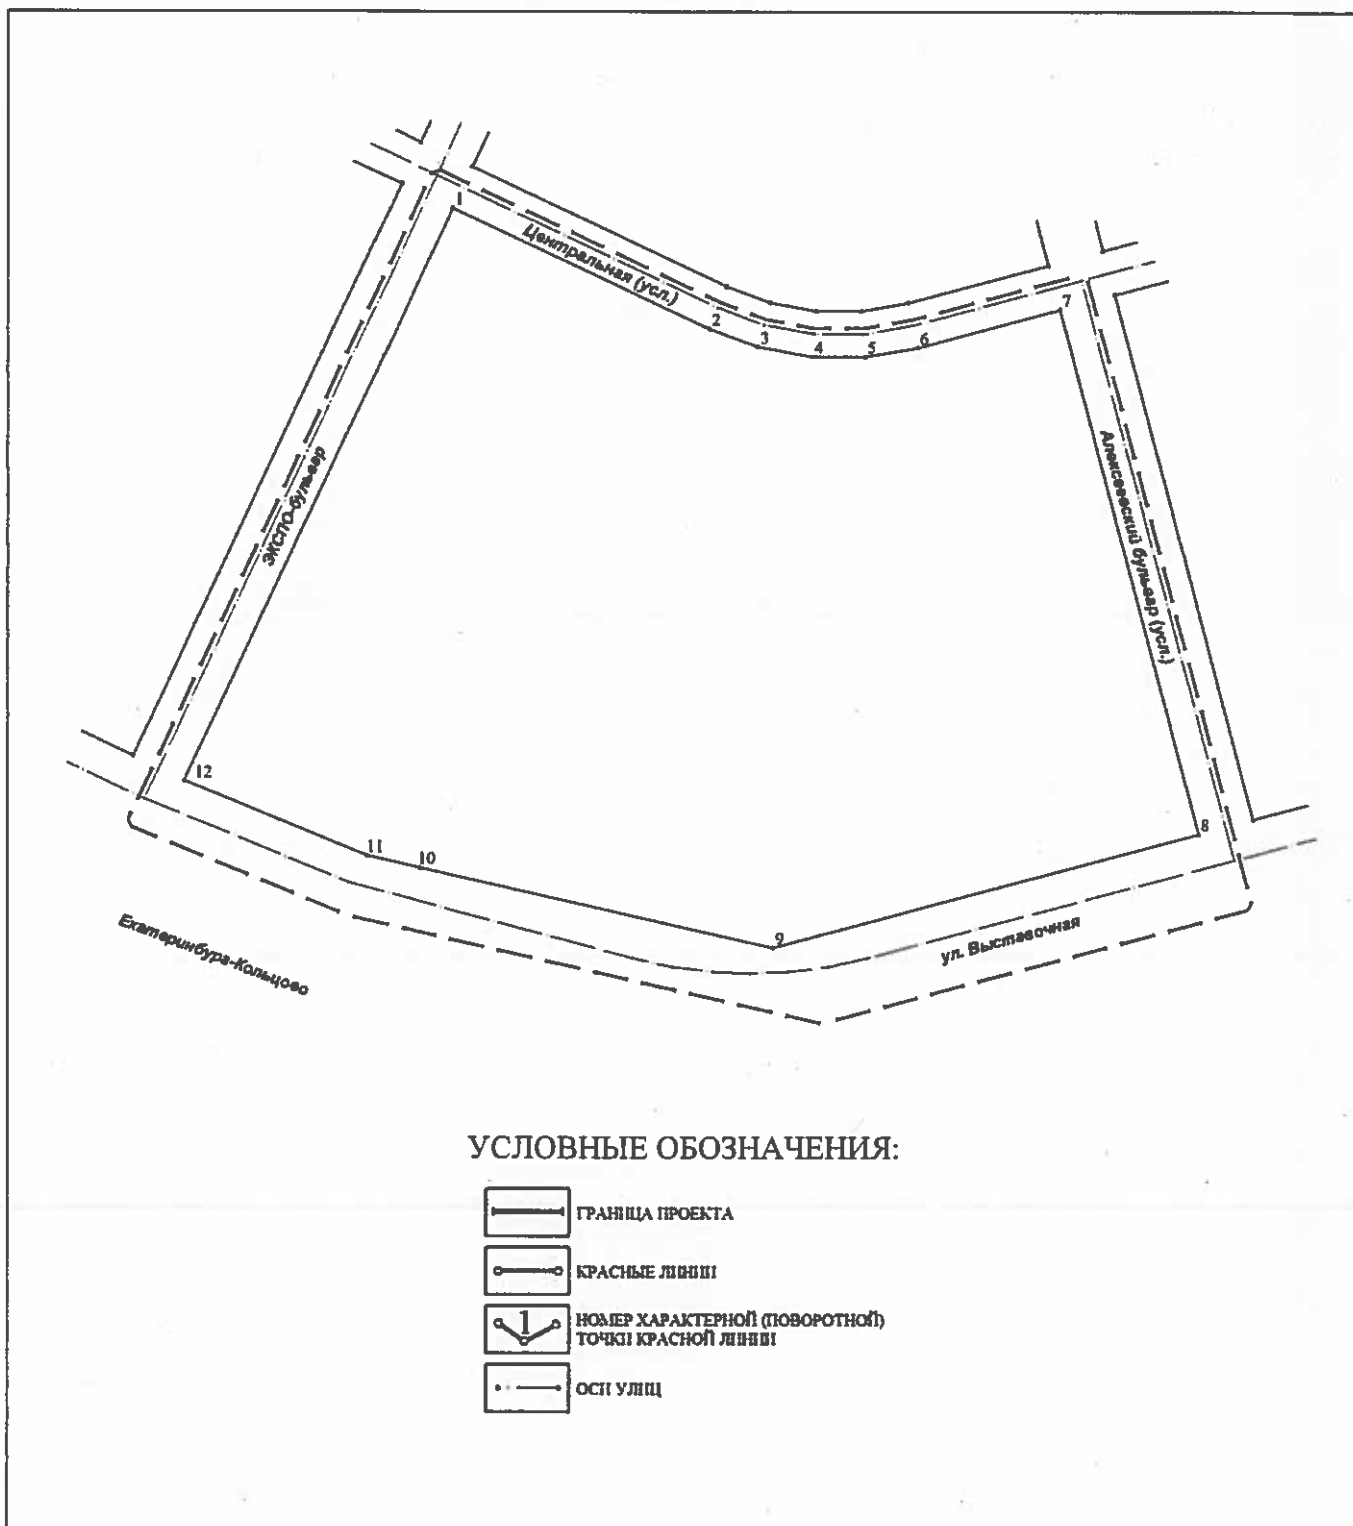 1
Центральная (усл.)
2
3
4
5
6
7
ЭКСПО-бульвар
Алексеевский бульвар (усл.)
12
11
10
8
9
ул. Выставочная
Екатеринбург-Кольцово
УСЛОВНЫЕ ОБОЗНАЧЕНИЯ:
ГРАНИЦА ПРОЕКТА
КРАСНЫЕ ЛИНИИ
1
НОМЕР ХАРАКТЕРНОЙ (ПОВОРОТНОЙ)
ТОЧКИ КРАСНОЙ ЛИНИИ
ОСИ УЛИЦ